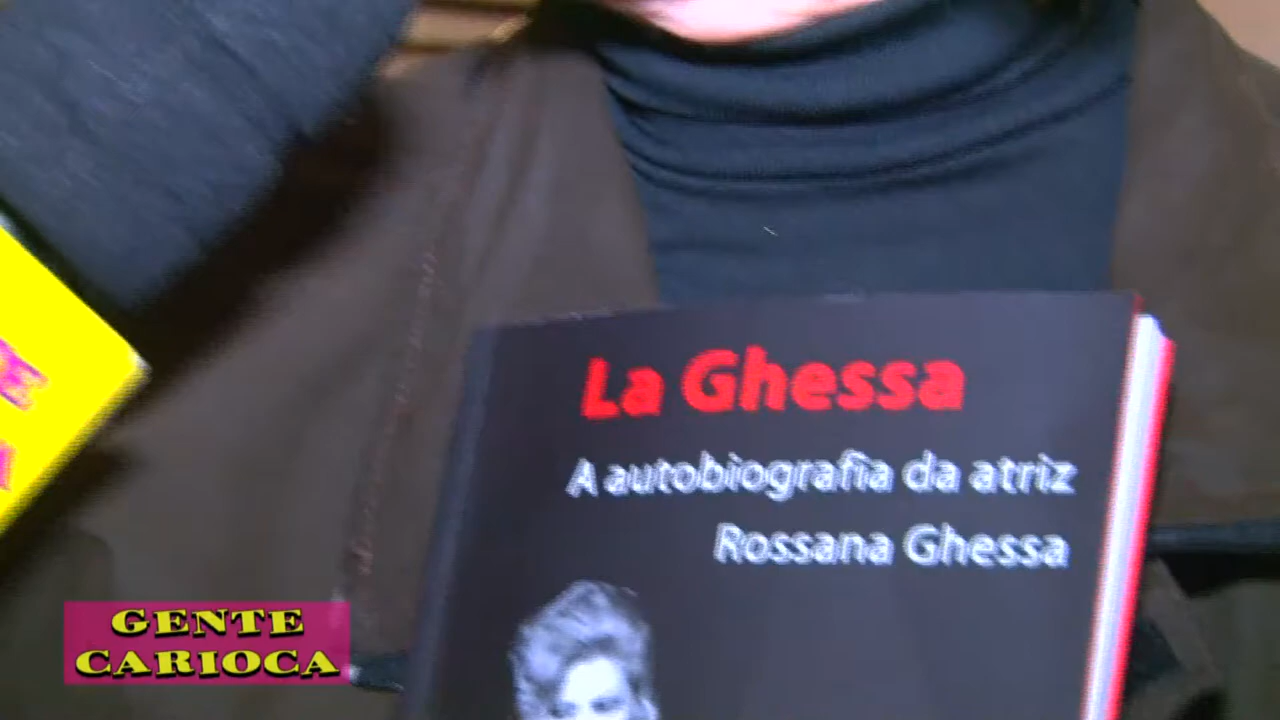 La Ghessa
A autobiografia da atriz
Rossana Ghessa
GENTE
CARIOCA